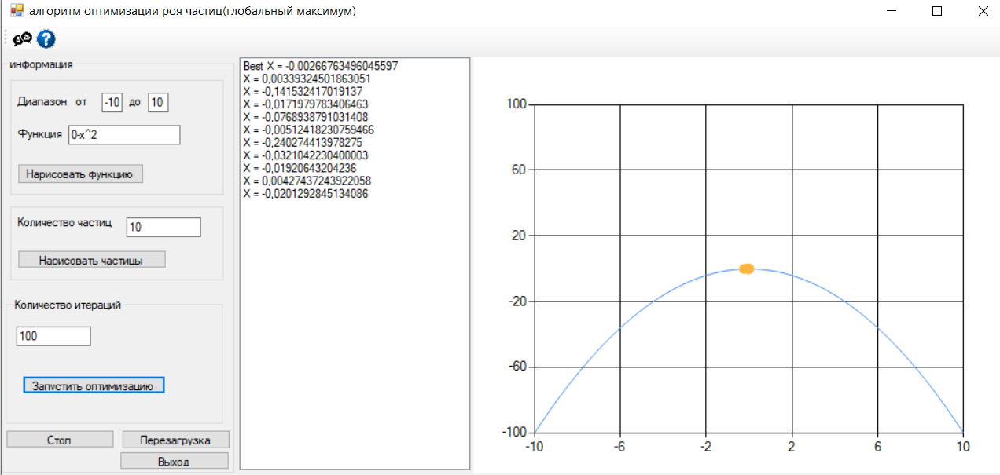 алгоритм оптимизации роя частиц(глобальный максимум)
информация
Диапазон от -10 до 10
Функция 0-x^2
Нарисовать функцию
Количество частиц 10
Нарисовать частицы
Количество итераций
100
Запустить оптимизацию
Стоп
Перезагрузка
Выход
Best X = -0,00266763496045597
X = 0,00339324501863051
X = -0,141532417019137
X = -0,0171979783406463
X = -0,0768938791031408
X = -0,00512418230759466
X = -0,240274413978275
X = -0,0321042230400003
X = -0,01920643204236
X = 0,00427437243922058
X = -0,0201292845134086
100
60
20
-20
-60
-100
-10 -6 -2 2 6 10